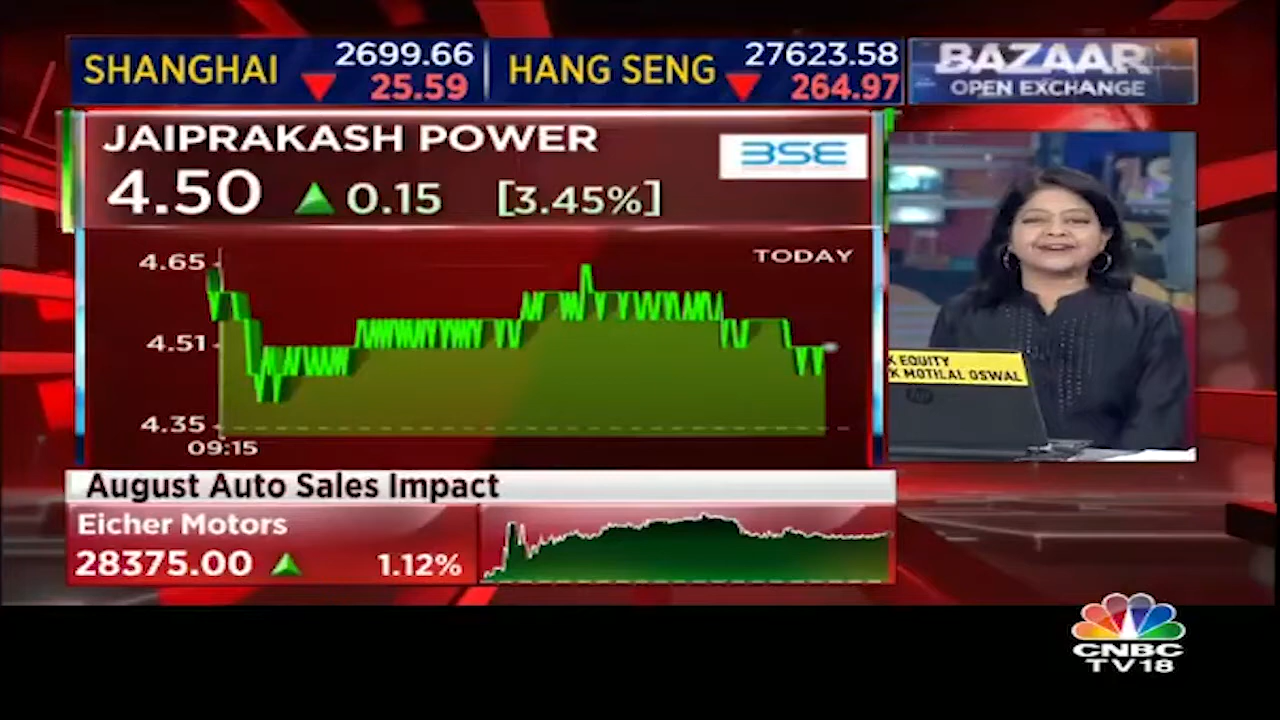 SHANGHAI 2699.66 25.59
HANG SENG 27623.58 264.97
BAZAAR
OPEN EXCHANGE
JAIPRAKASH POWER
BSE
4.50 0.15 [3.45%]
TODAY
4.65
4.51
4.35
09:15
K EQUITY
K MOTILAL OSWAL
August Auto Sales Impact
Eicher Motors
28375.00 1.12%
CNBC
TV18